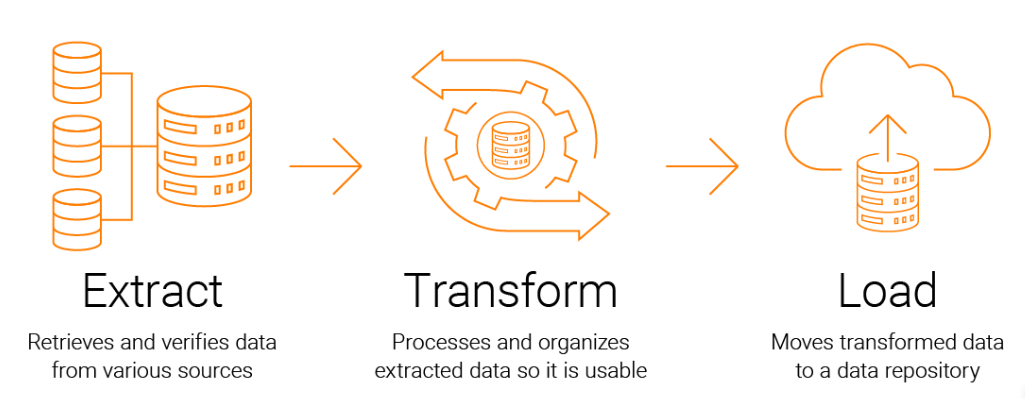 Extract
Retrieves and verifies data
from various sources
Transform
Processes and organizes
extracted data so it is usable
Load
Moves transformed data
to a data repository